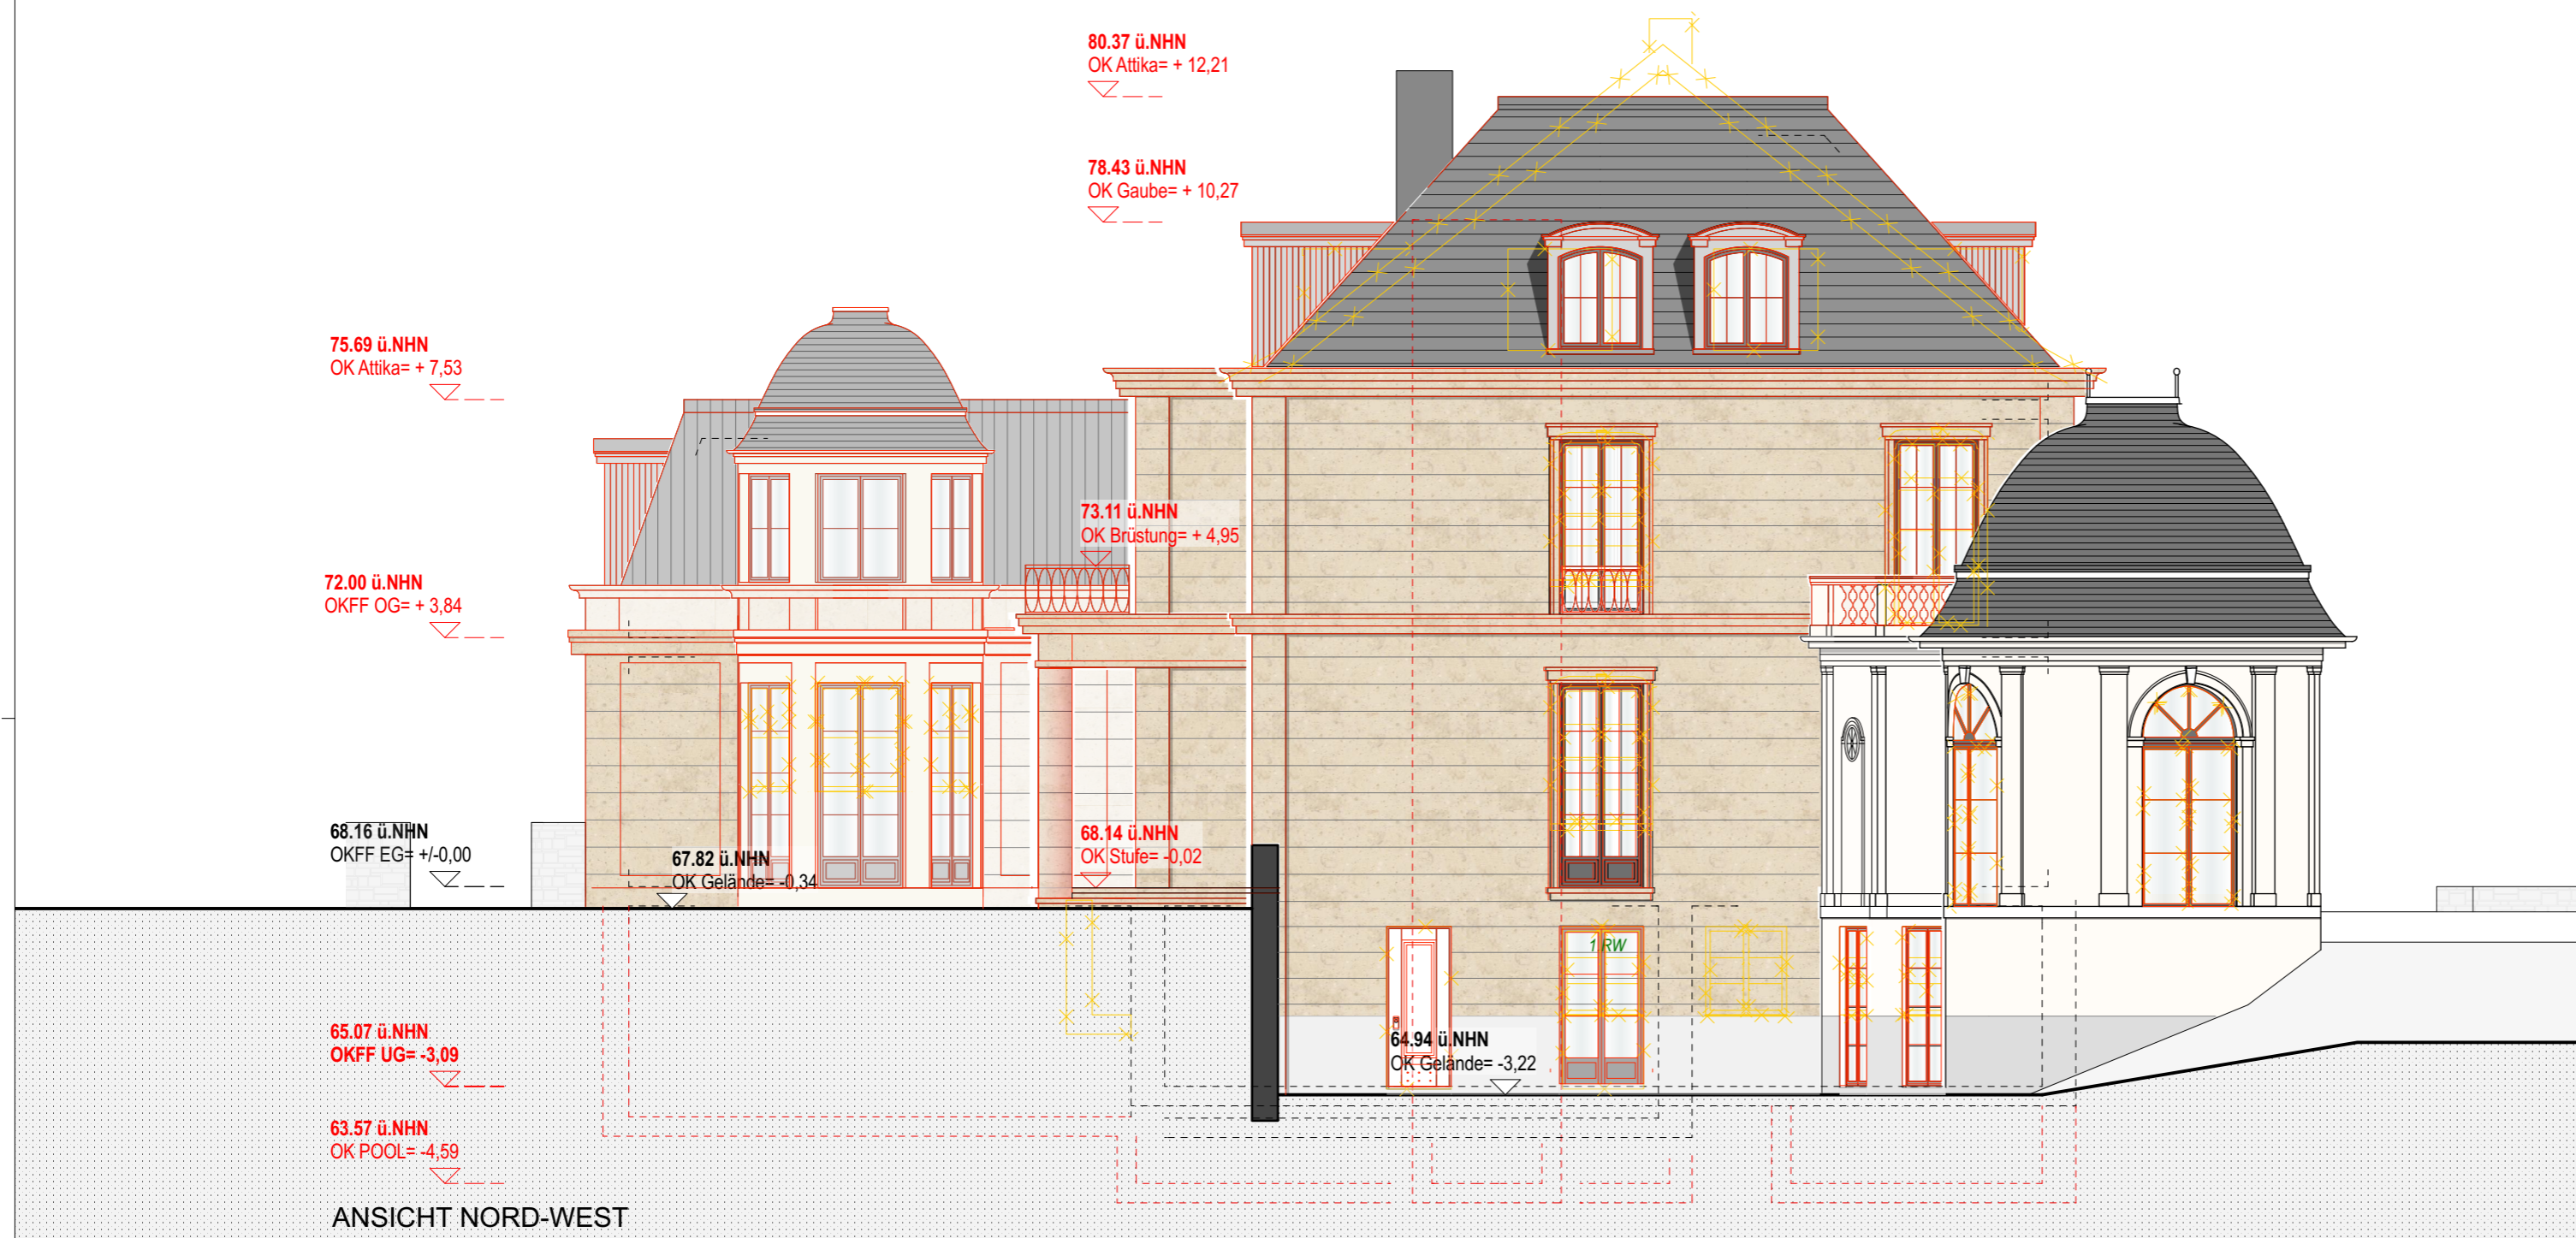 80.37 ü.NHN
OK Attika= + 12,21
78.43 ü.NHN
OK Gaube= + 10,27
75.69 ü.NHN
OK Attika= + 7,53
73.11 ü.NHN
OK Brüstung= + 4,95
72.00 ü.NHN
OKFF OG= + 3,84
68.16 ü.NHN
OKFF EG= +/-0,00
67.82 ü.NHN
OK Gelände= -0,34
68.14 ü.NHN
OK Stufe= -0,02
1 RW
65.07 ü.NHN
OKFF UG= -3,09
64.94 ü.NHN
OK Gelände= -3,22
63.57 ü.NHN
OK POOL= -4,59
ANSICHT NORD-WEST